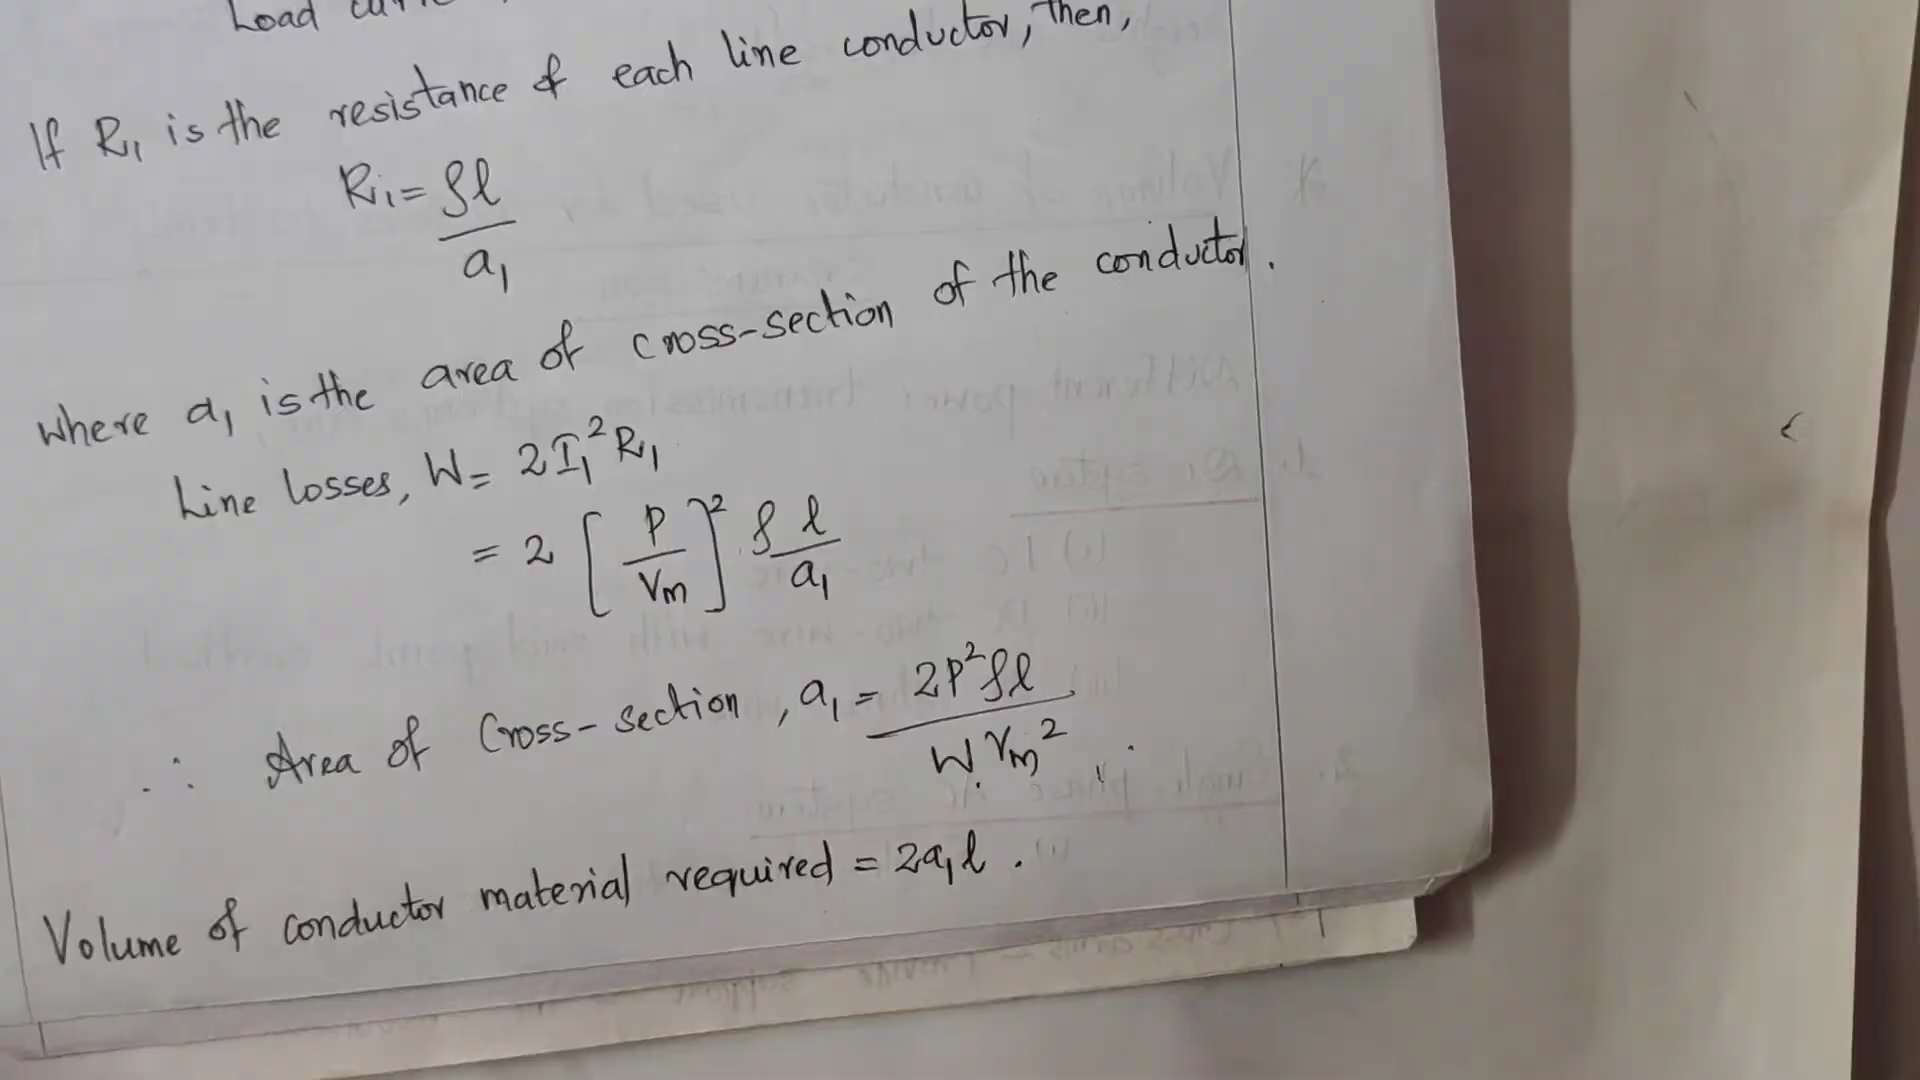 Load
If R₁ is the resistance of each line conductor, then,
R₁ = ρl / a₁
where a₁ is the area of cross-section of the conductor.
Line losses, W = 2I₁²R₁
= 2 [P / Vm]² ρ l / a₁
∴ Area of Cross-section, a₁ = 2P²ρl / W Vm².
Volume of conductor material required = 2a₁l.